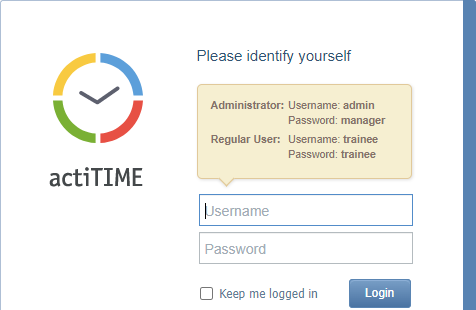 Please identify yourself
Administrator: Username: admin
Password: manager
Regular User: Username: trainee
Password: trainee
actiTIME
Username
Password
Keep me logged in
Login